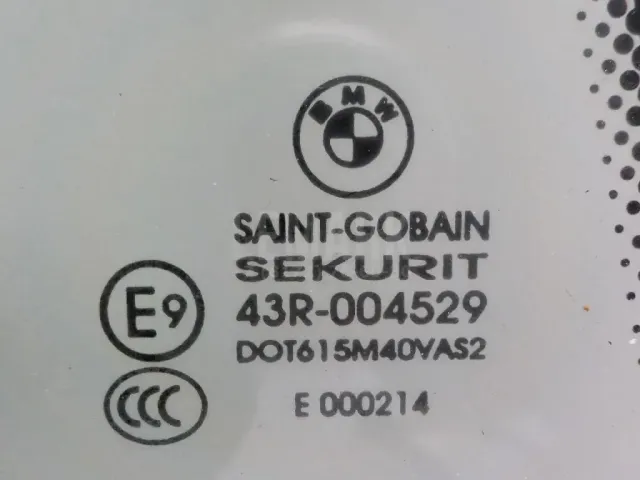 BMW
SAINT-GOBAIN
SEKURIT
E9
43R-004529
DOT615M40YAS2
CCC
E 000214